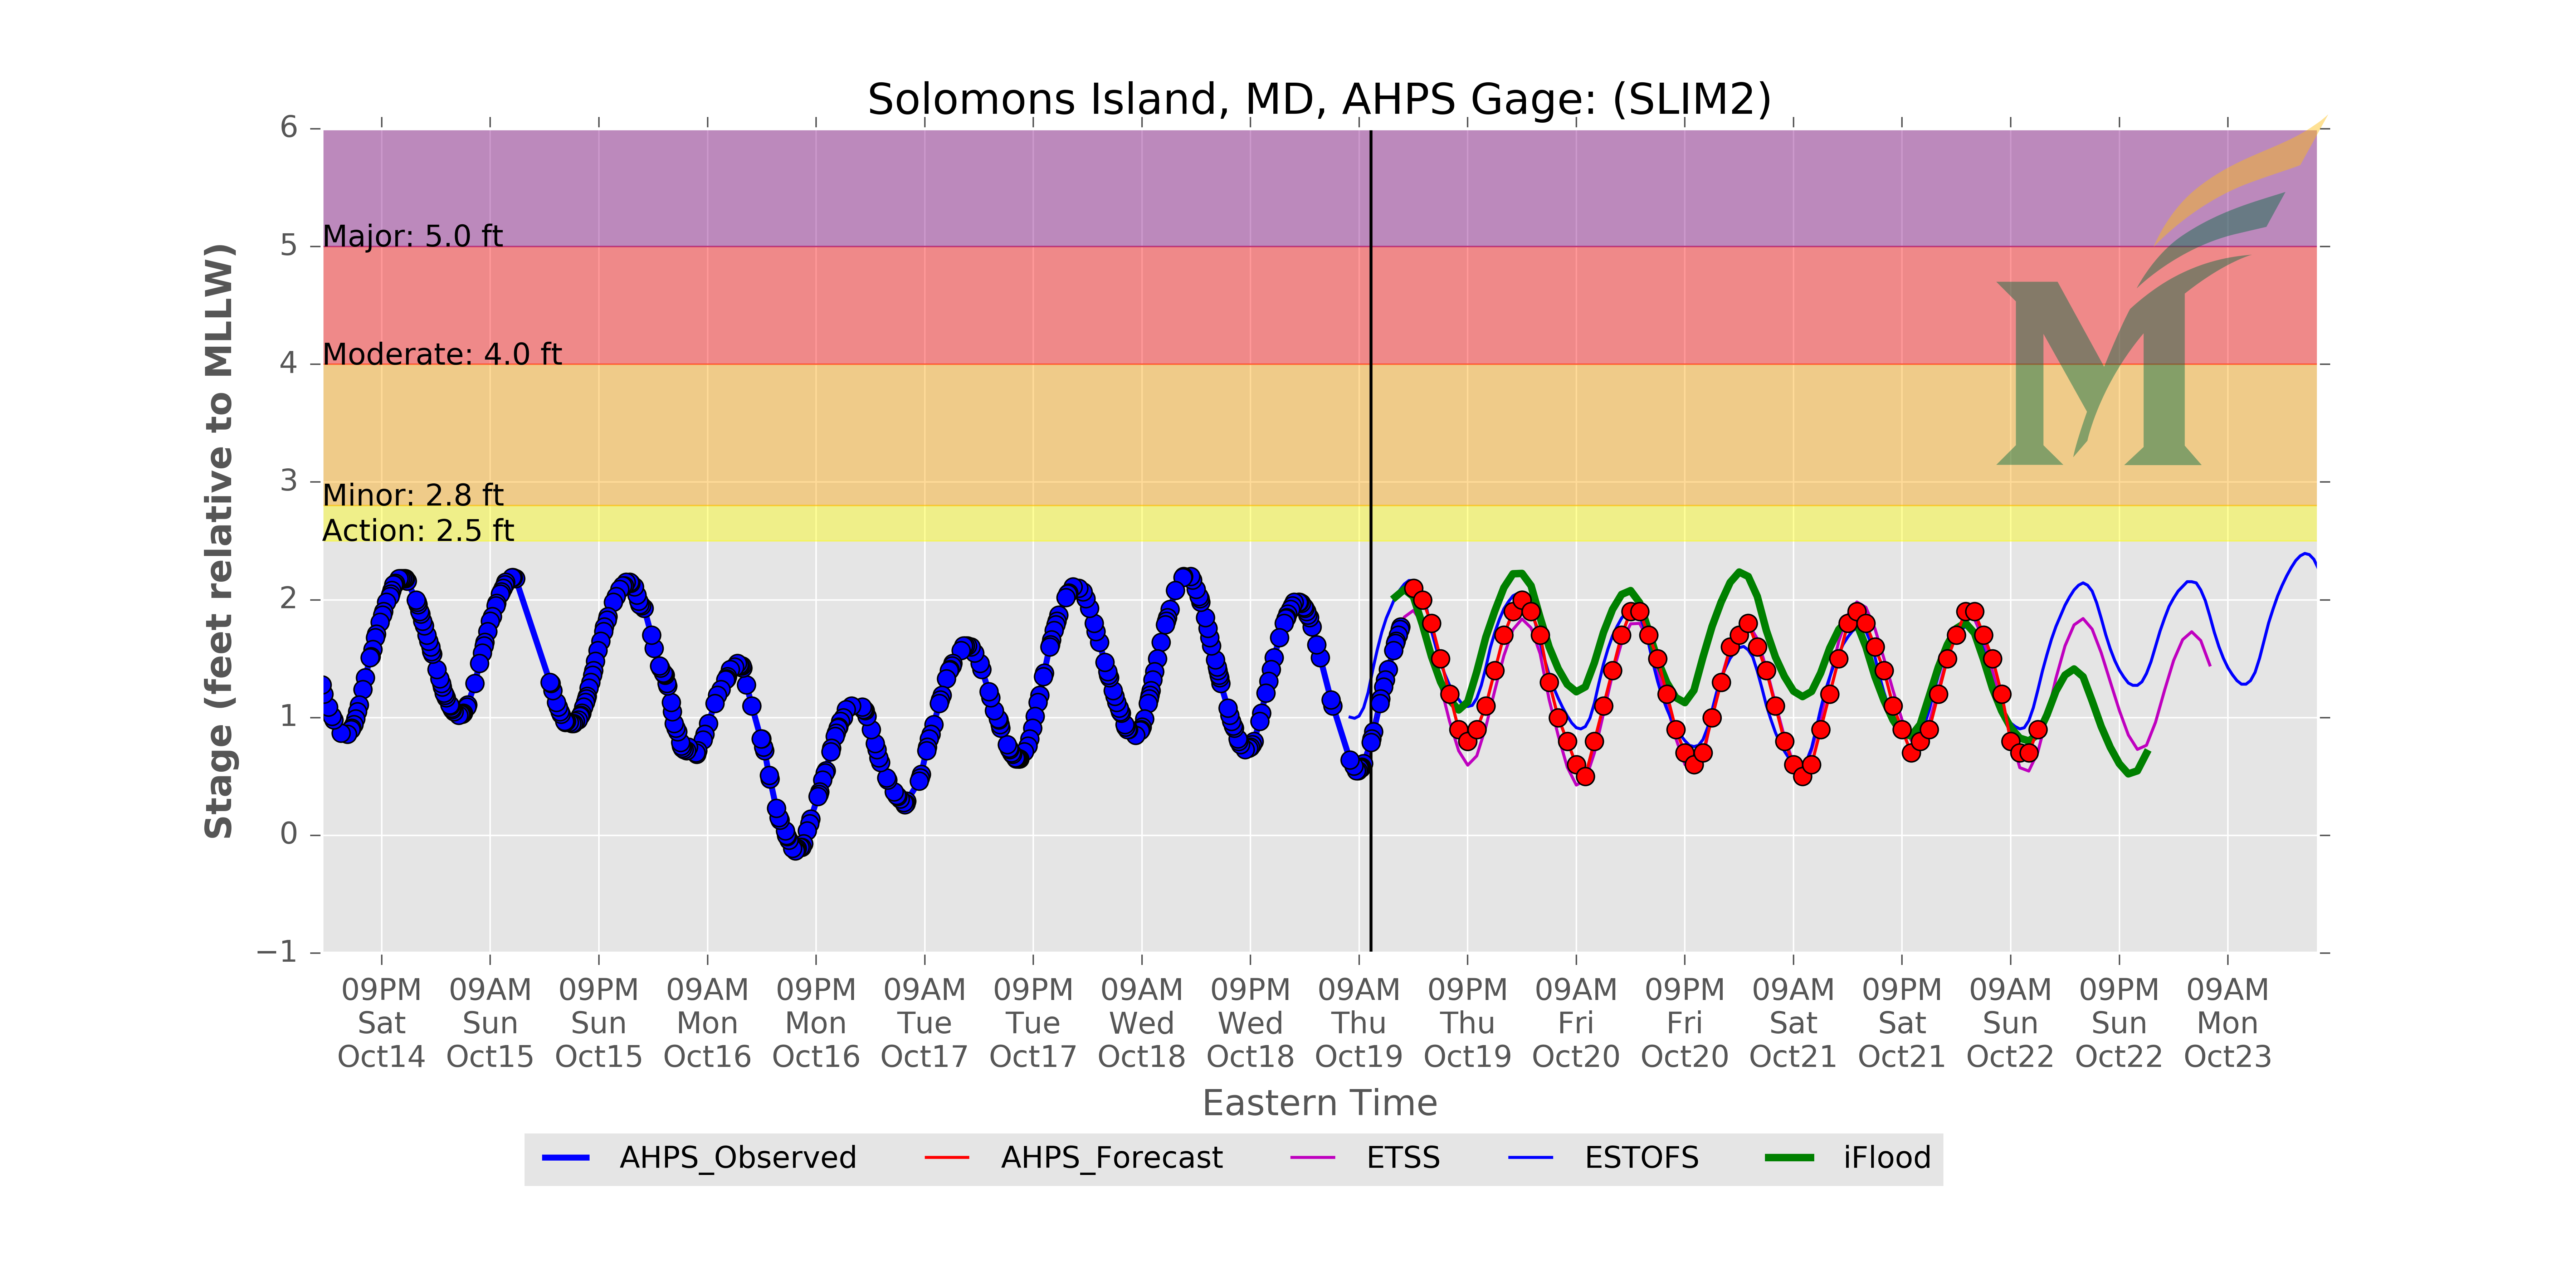 Solomons Island, MD, AHPS Gage: (SLIM2)
6
5
4
3
2
1
0
−1
Stage (feet relative to MLLW)
Major: 5.0 ft
Moderate: 4.0 ft
Minor: 2.8 ft
Action: 2.5 ft
M
09PM 09AM 09PM 09AM 09PM 09AM 09PM 09AM 09PM 09AM 09PM 09AM 09PM 09AM 09PM 09AM 09PM 09AM
Sat Sun Sun Mon Mon Tue Tue Wed Wed Thu Thu Fri Fri Sat Sat Sun Sun Mon
Oct14 Oct15 Oct15 Oct16 Oct16 Oct17 Oct17 Oct18 Oct18 Oct19 Oct19 Oct20 Oct20 Oct21 Oct21 Oct22 Oct22 Oct23
Eastern Time
AHPS_Observed AHPS_Forecast ETSS ESTOFS iFlood